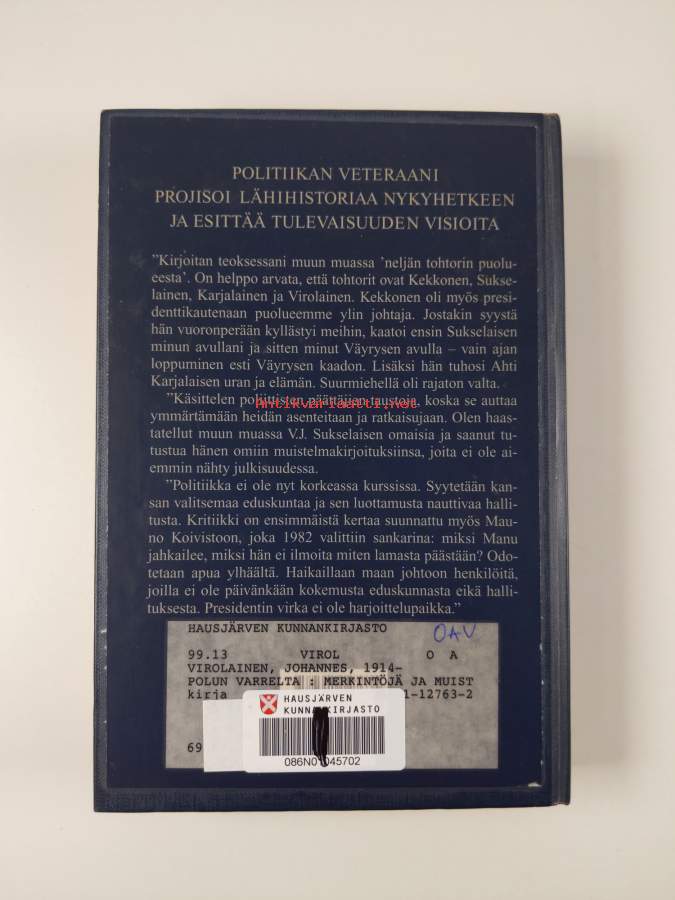 POLITIIKAN VETERAANI
PROJISOI LÄHIHISTORIAA NYKYHETKEEN
JA ESITTÄÄ TULEVAISUUDEN VISIOITA
”Kirjoitan teoksessani muun muassa ’neljän tohtorin puolu-
eesta’. On helppo arvata, että tohtorit ovat Kekkonen, Sukse-
lainen, Karjalainen ja Virolainen. Kekkonen oli myös presi-
denttikautenaan puolueemme ylin johtaja. Jostakin syystä
hän vuoronperään kyllästyi meihin, kaatoi ensin Sukselaisen
minun avullani ja sitten minut Väyrysen avulla – vain ajan
loppuminen esti Väyrysen kaadon. Lisäksi hän tuhosi Ahti
Karjalaisen uran ja elämän. Suurmiehellä oli rajaton valta.
”Käsittelen poliittisten päättäjien taustoja, koska se auttaa
antikvariaatti.net
ymmärtämään heidän asenteitaan ja ratkaisujaan. Olen haas-
tatellut muun muassa V.J. Sukselaisen omaisia ja saanut tu-
tustua hänen omiin muistelmakirjoituksiinsa, joita ei ole ai-
emmin nähty julkisuudessa.
”Politiikka ei ole nyt korkeassa kurssissa. Syytetään kan-
san valitsemaa eduskuntaa ja sen luottamusta nauttivaa halli-
tusta. Kritiikki on ensimmäistä kertaa suunnattu myös Mau-
no Koivistoon, joka 1982 valittiin sankarina: miksi Manu
jahkailee, miksi hän ei ilmoita miten lamasta päästään? Odo-
tetaan apua ylhäältä. Haikaillaan maan johtoon henkilöitä,
joilla ei ole päivänkään kokemusta eduskunnasta eikä halli-
tuksesta. Presidentin virka ei ole harjoittelupaikka.”
HAUSJÄRVEN KUNNANKIRJASTO OAV
99.13 VIROL O A
VIROLAINEN, JOHANNES, 1914-
POLUN VARRELTA : MERKINTÖJÄ JA MUIST
kirja 1-12763-2
HAUSJÄRVEN
KUNNANKIRJASTO
69
086N01045702